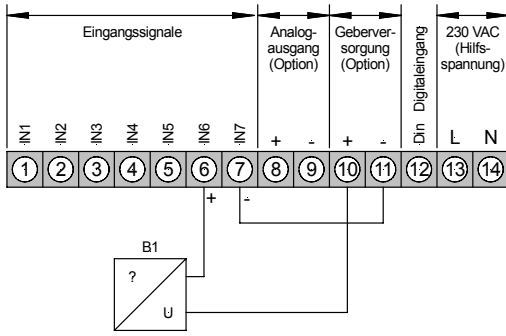 Eingangssignale
Analog-
ausgang
(Option)
Geberver-
sorgung
(Option)
Digitaleingang
230 VAC
(Hilfs-
spannung)
IN1 IN2 IN3 IN4 IN5 IN6 IN7 + - + - Din L N
1 2 3 4 5 6 7 8 9 10 11 12 13 14
+ -
B1
?
U